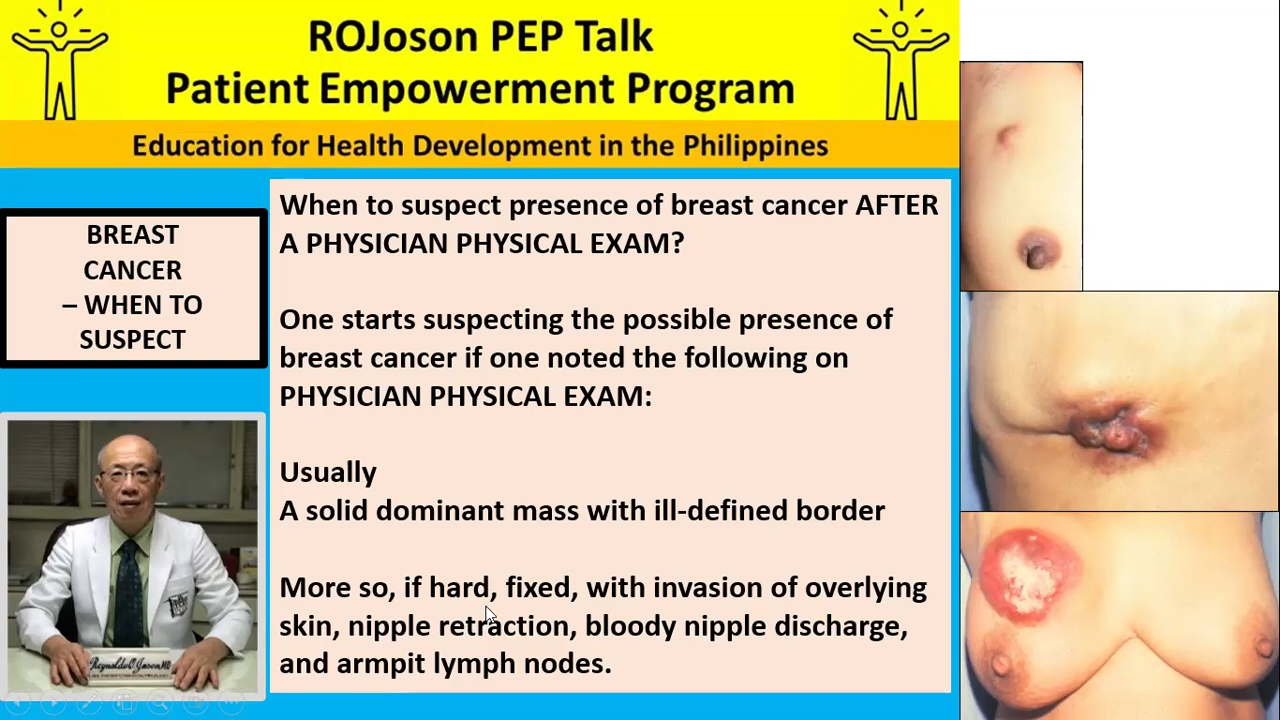 ROJoson PEP Talk
Patient Empowerment Program
Education for Health Development in the Philippines
BREAST
CANCER
– WHEN TO
SUSPECT
When to suspect presence of breast cancer AFTER
A PHYSICIAN PHYSICAL EXAM?
One starts suspecting the possible presence of
breast cancer if one noted the following on
PHYSICIAN PHYSICAL EXAM:
Usually
A solid dominant mass with ill-defined border
More so, if hard, fixed, with invasion of overlying
skin, nipple retraction, bloody nipple discharge,
and armpit lymph nodes.
Reynaldo O. Joson, MD